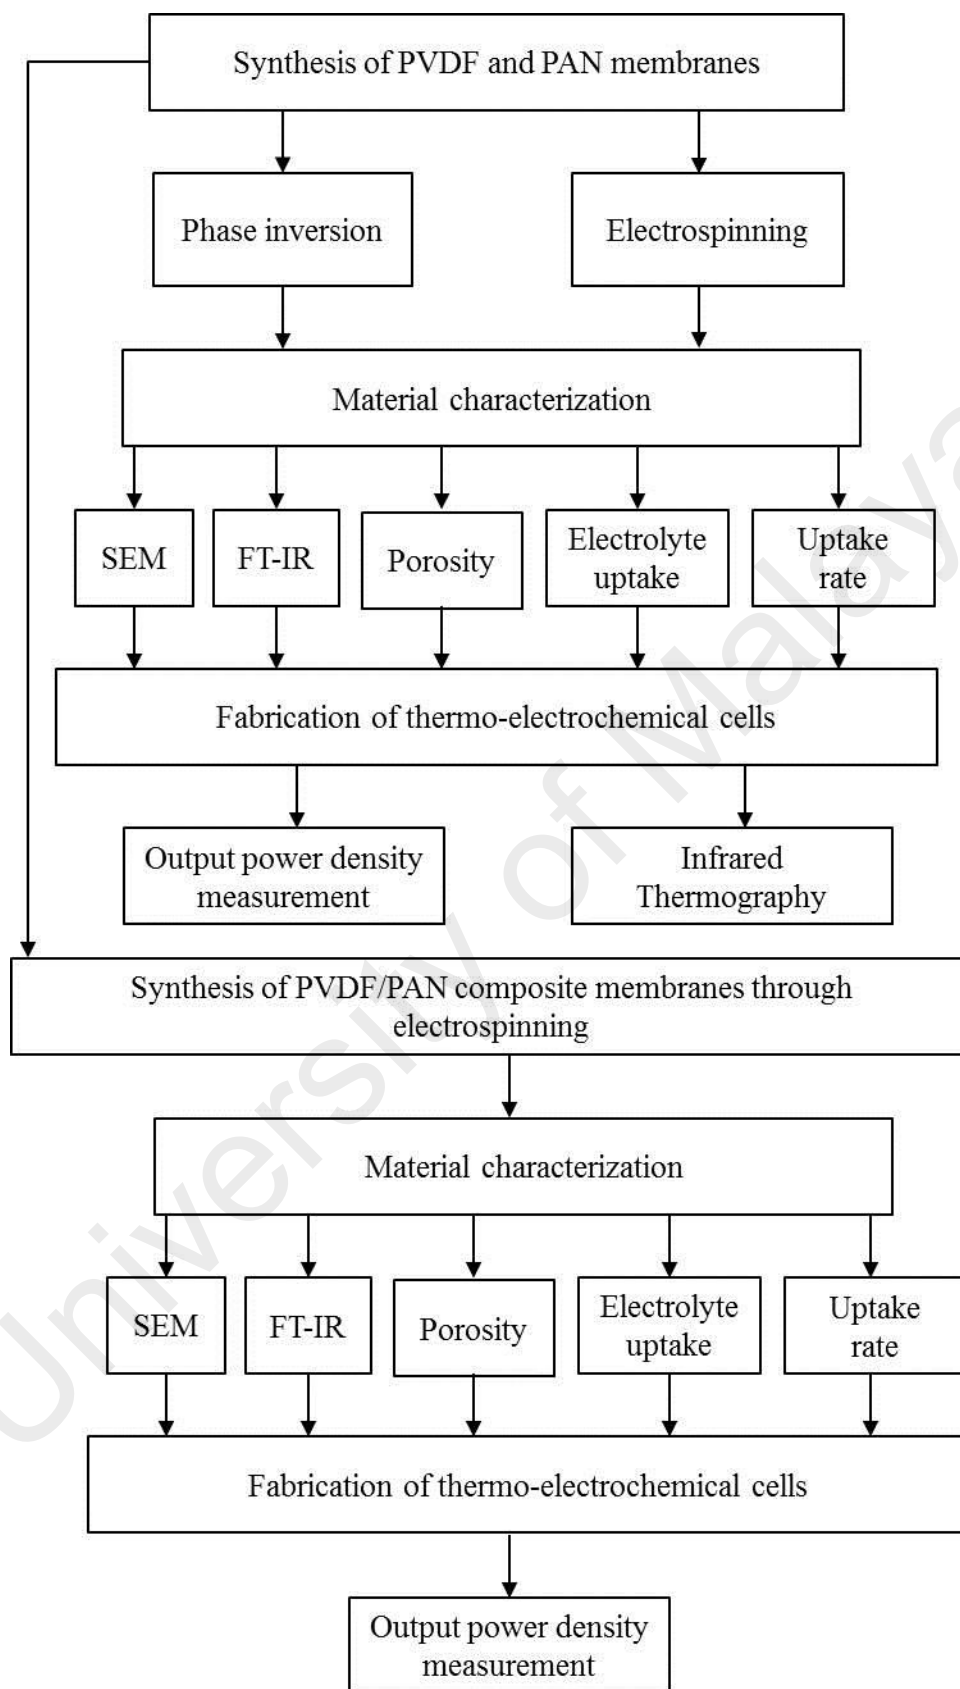 Synthesis of PVDF and PAN membranes
Phase inversion
Electrospinning
Material characterization
SEM
FT-IR
Porosity
Electrolyte
uptake
Uptake
rate
Fabrication of thermo-electrochemical cells
Output power density
measurement
Infrared
Thermography
Synthesis of PVDF/PAN composite membranes through
electrospinning
Material characterization
SEM
FT-IR
Porosity
Electrolyte
uptake
Uptake
rate
Fabrication of thermo-electrochemical cells
Output power density
measurement
University of Malaya